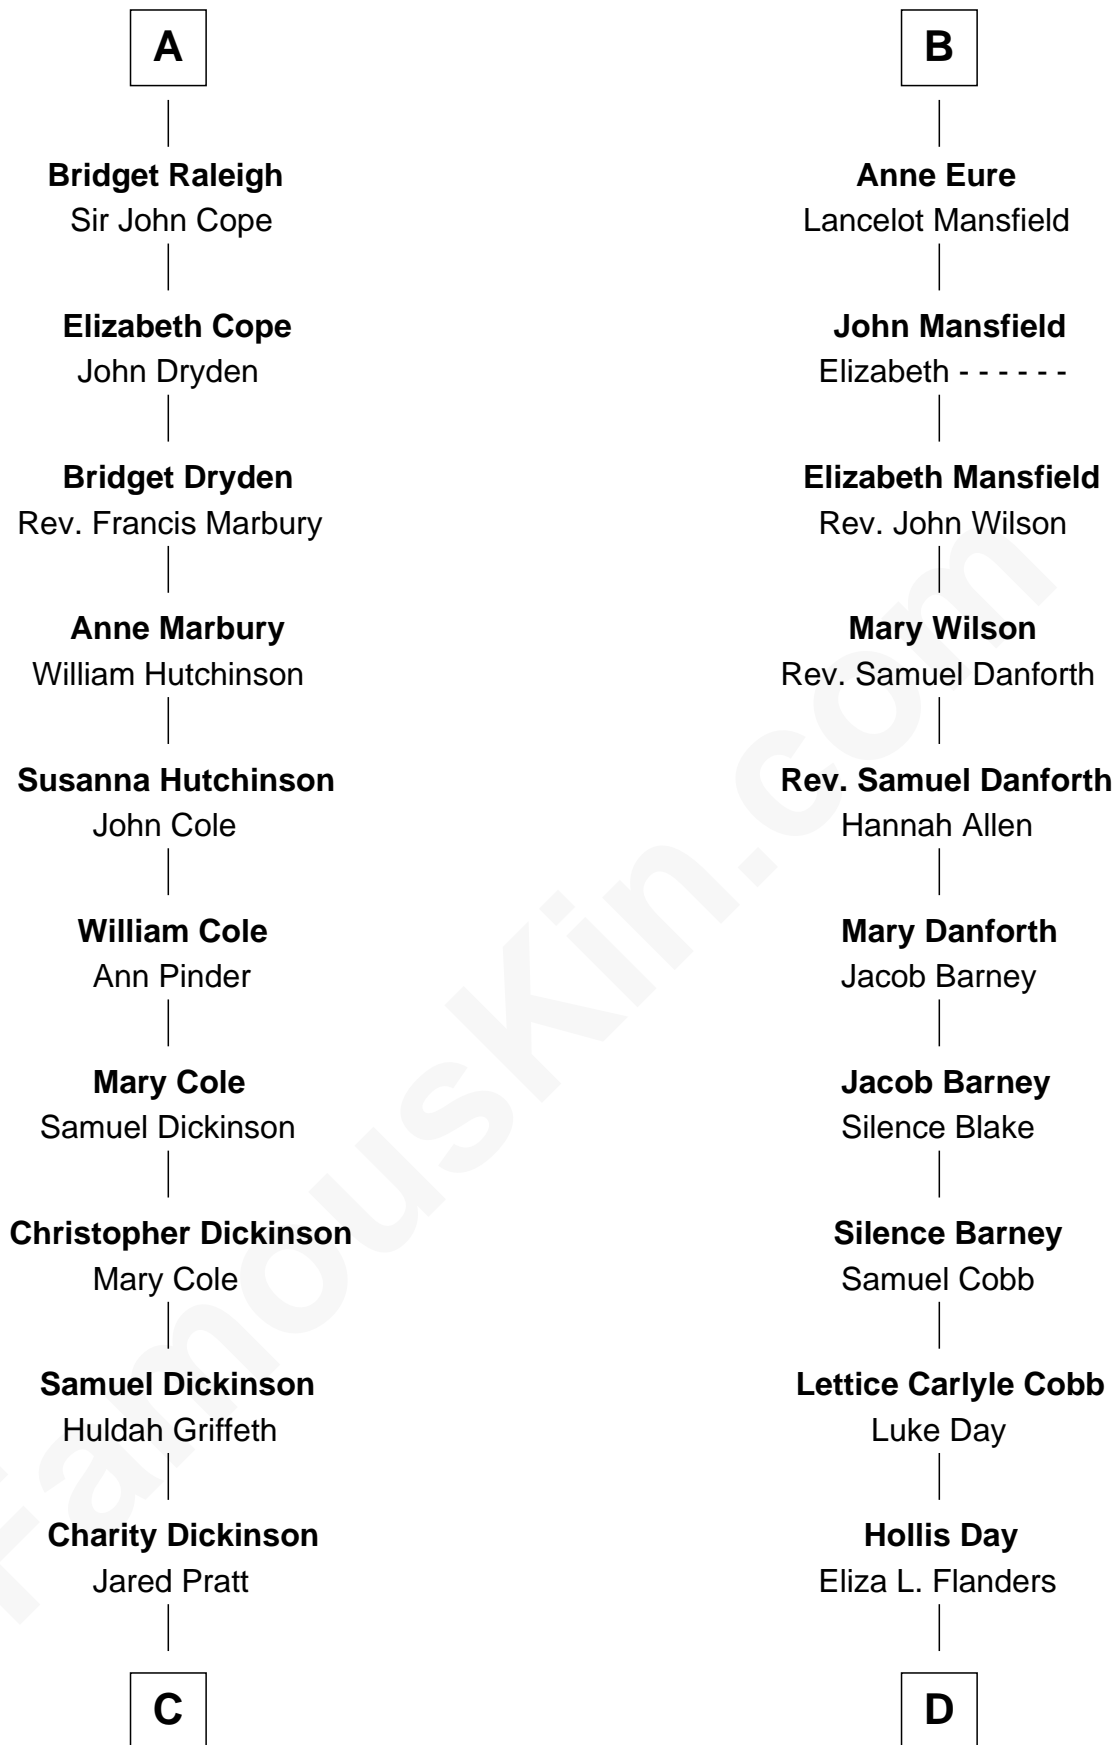 A
Bridget Raleigh
Sir John Cope
Elizabeth Cope
John Dryden
Bridget Dryden
Rev. Francis Marbury
Anne Marbury
William Hutchinson
Susanna Hutchinson
John Cole
William Cole
Ann Pinder
Mary Cole
Samuel Dickinson
Christopher Dickinson
Mary Cole
Samuel Dickinson
Huldah Griffeth
Charity Dickinson
Jared Pratt
C
B
Anne Eure
Lancelot Mansfield
John Mansfield
Elizabeth - - - - - -
Elizabeth Mansfield
Rev. John Wilson
Mary Wilson
Rev. Samuel Danforth
Rev. Samuel Danforth
Hannah Allen
Mary Danforth
Jacob Barney
Jacob Barney
Silence Blake
Silence Barney
Samuel Cobb
Lettice Carlyle Cobb
Luke Day
Hollis Day
Eliza L. Flanders
D
FamousKin.com